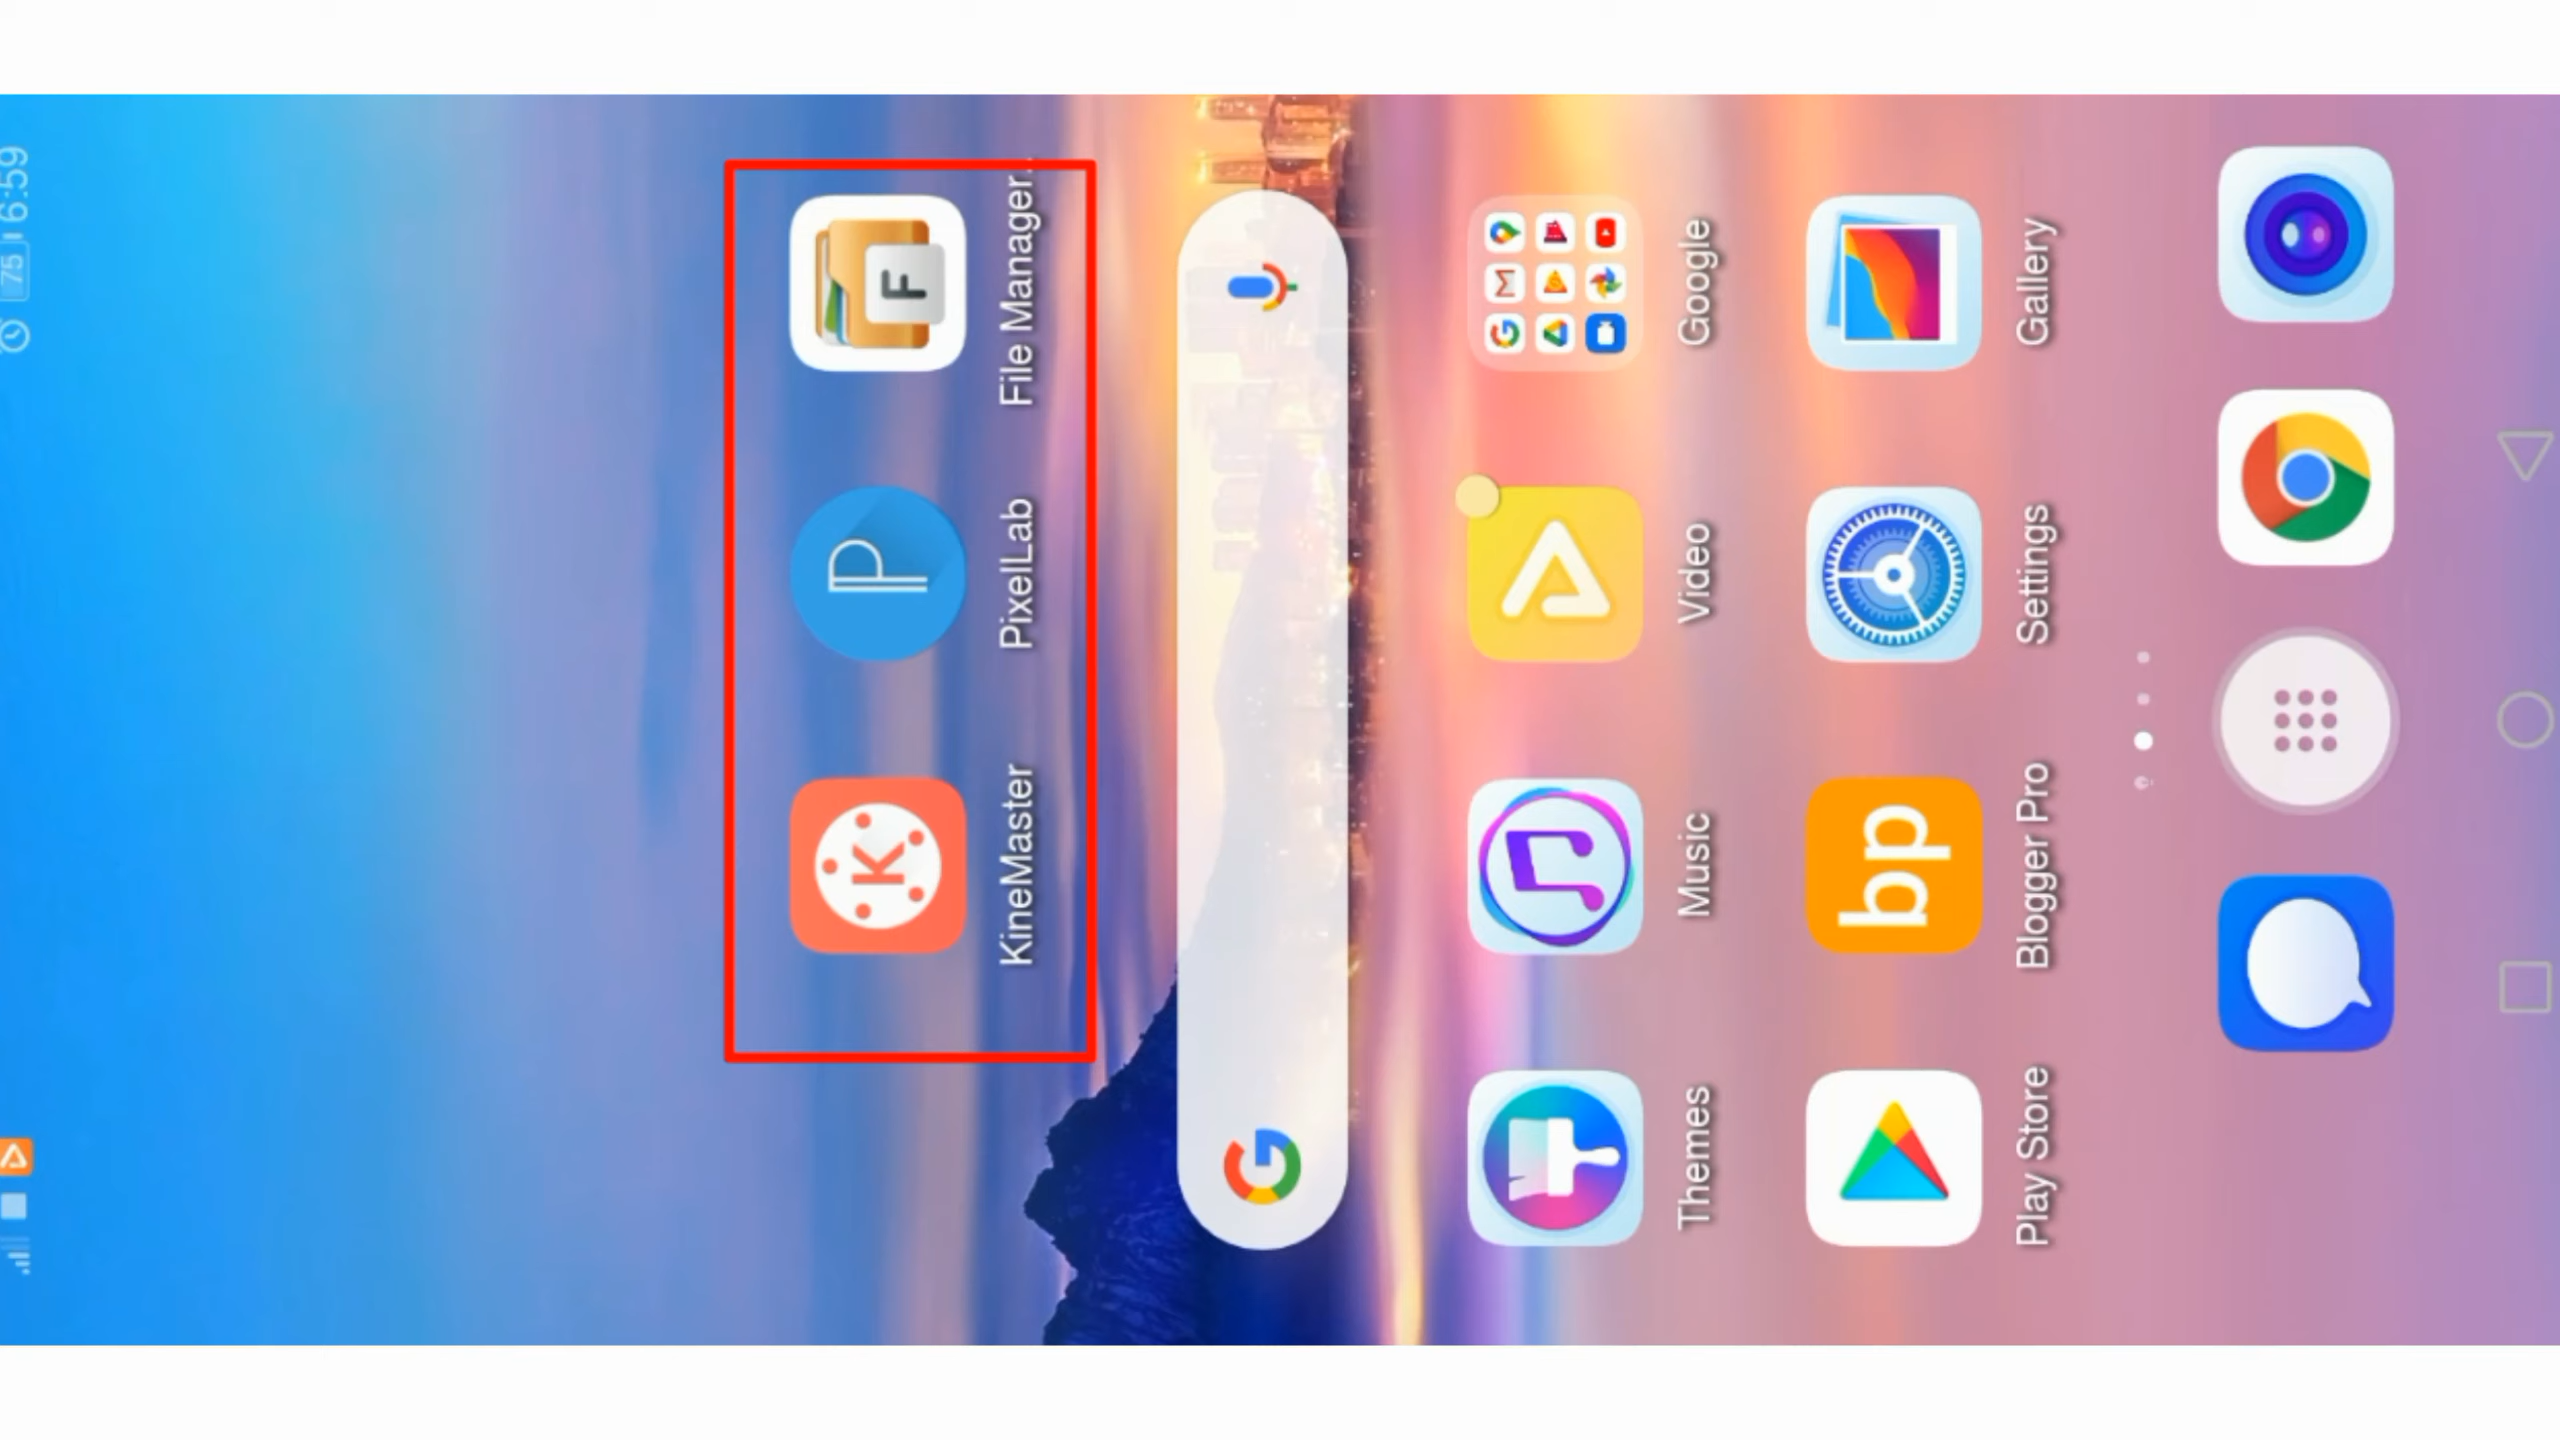 75 6:59
KineMaster PixelLab File Manager..
Themes Music Video Google
Play Store Blogger Pro Settings Gallery
bp